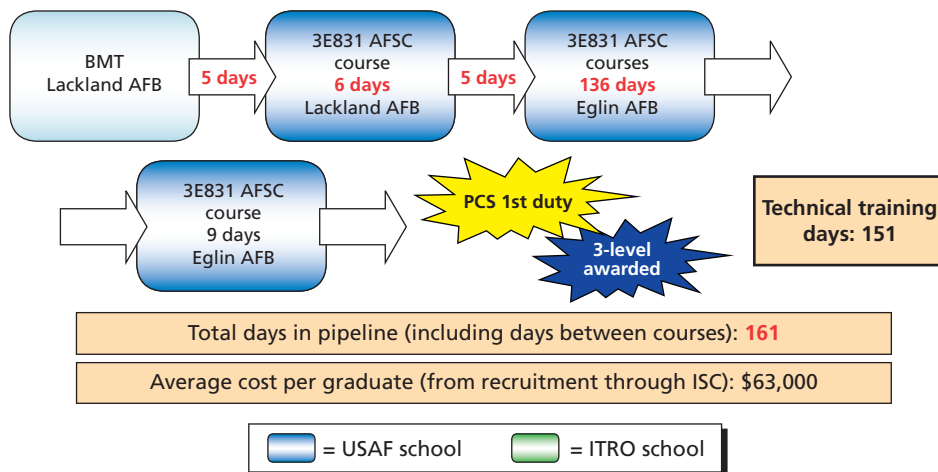 BMT
Lackland AFB
5 days
3E831 AFSC
course
6 days
Lackland AFB
5 days
3E831 AFSC
courses
136 days
Eglin AFB
3E831 AFSC
course
9 days
Eglin AFB
PCS 1st duty
3-level
awarded
Technical training
days: 151
Total days in pipeline (including days between courses): 161
Average cost per graduate (from recruitment through ISC): $63,000
= USAF school
= ITRO school